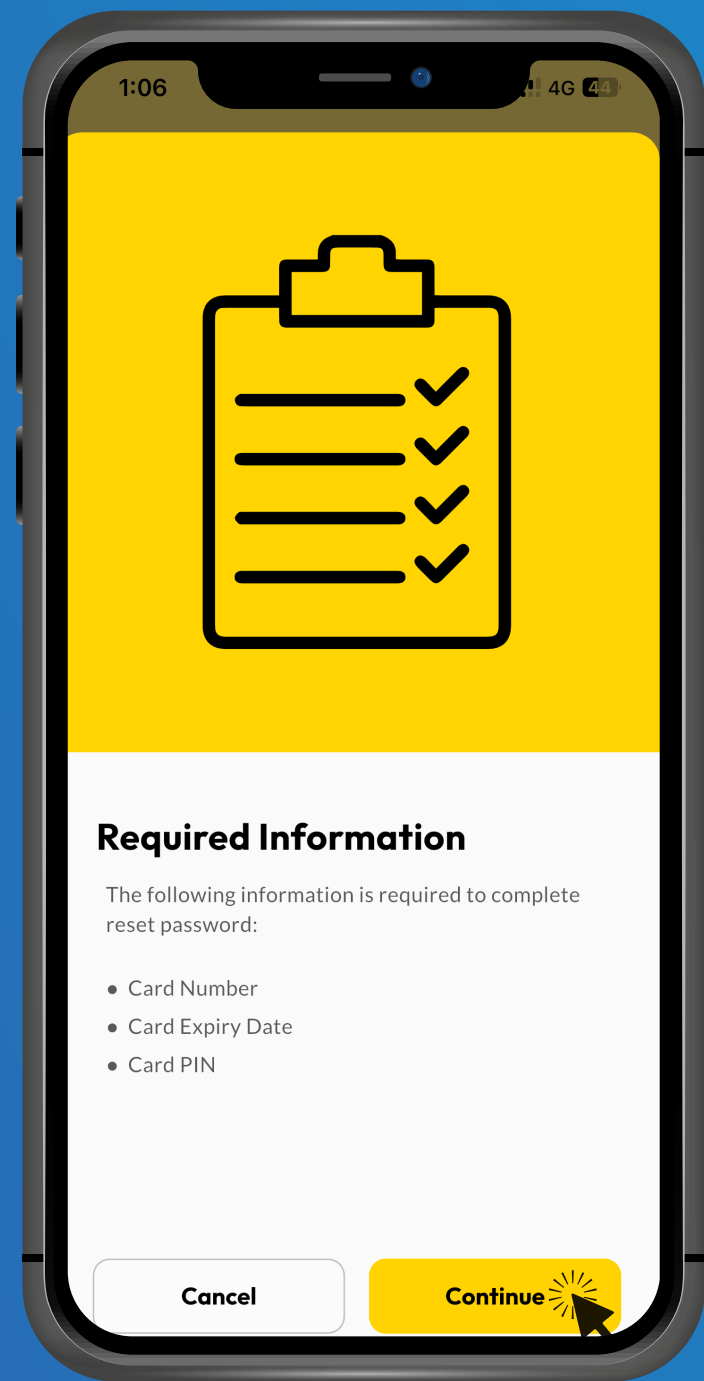 1:06
4G 44
Required Information
The following information is required to complete
reset password:
● Card Number
● Card Expiry Date
● Card PIN
Cancel
Continue